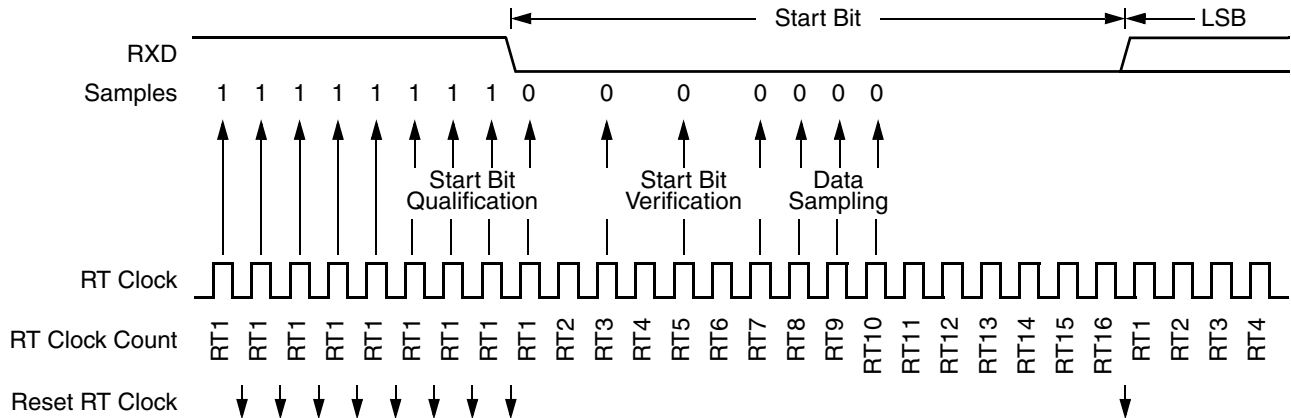 Start Bit LSB
RXD
Samples 1 1 1 1 1 1 1 1 0 0 0 0 0 0 0
Start Bit Qualification Start Bit Verification Data Sampling
RT Clock
RT Clock Count RT1 RT1 RT1 RT1 RT1 RT1 RT1 RT1 RT1 RT2 RT3 RT4 RT5 RT6 RT7 RT8 RT9 RT10 RT11 RT12 RT13 RT14 RT15 RT16 RT1 RT2 RT3 RT4
Reset RT Clock